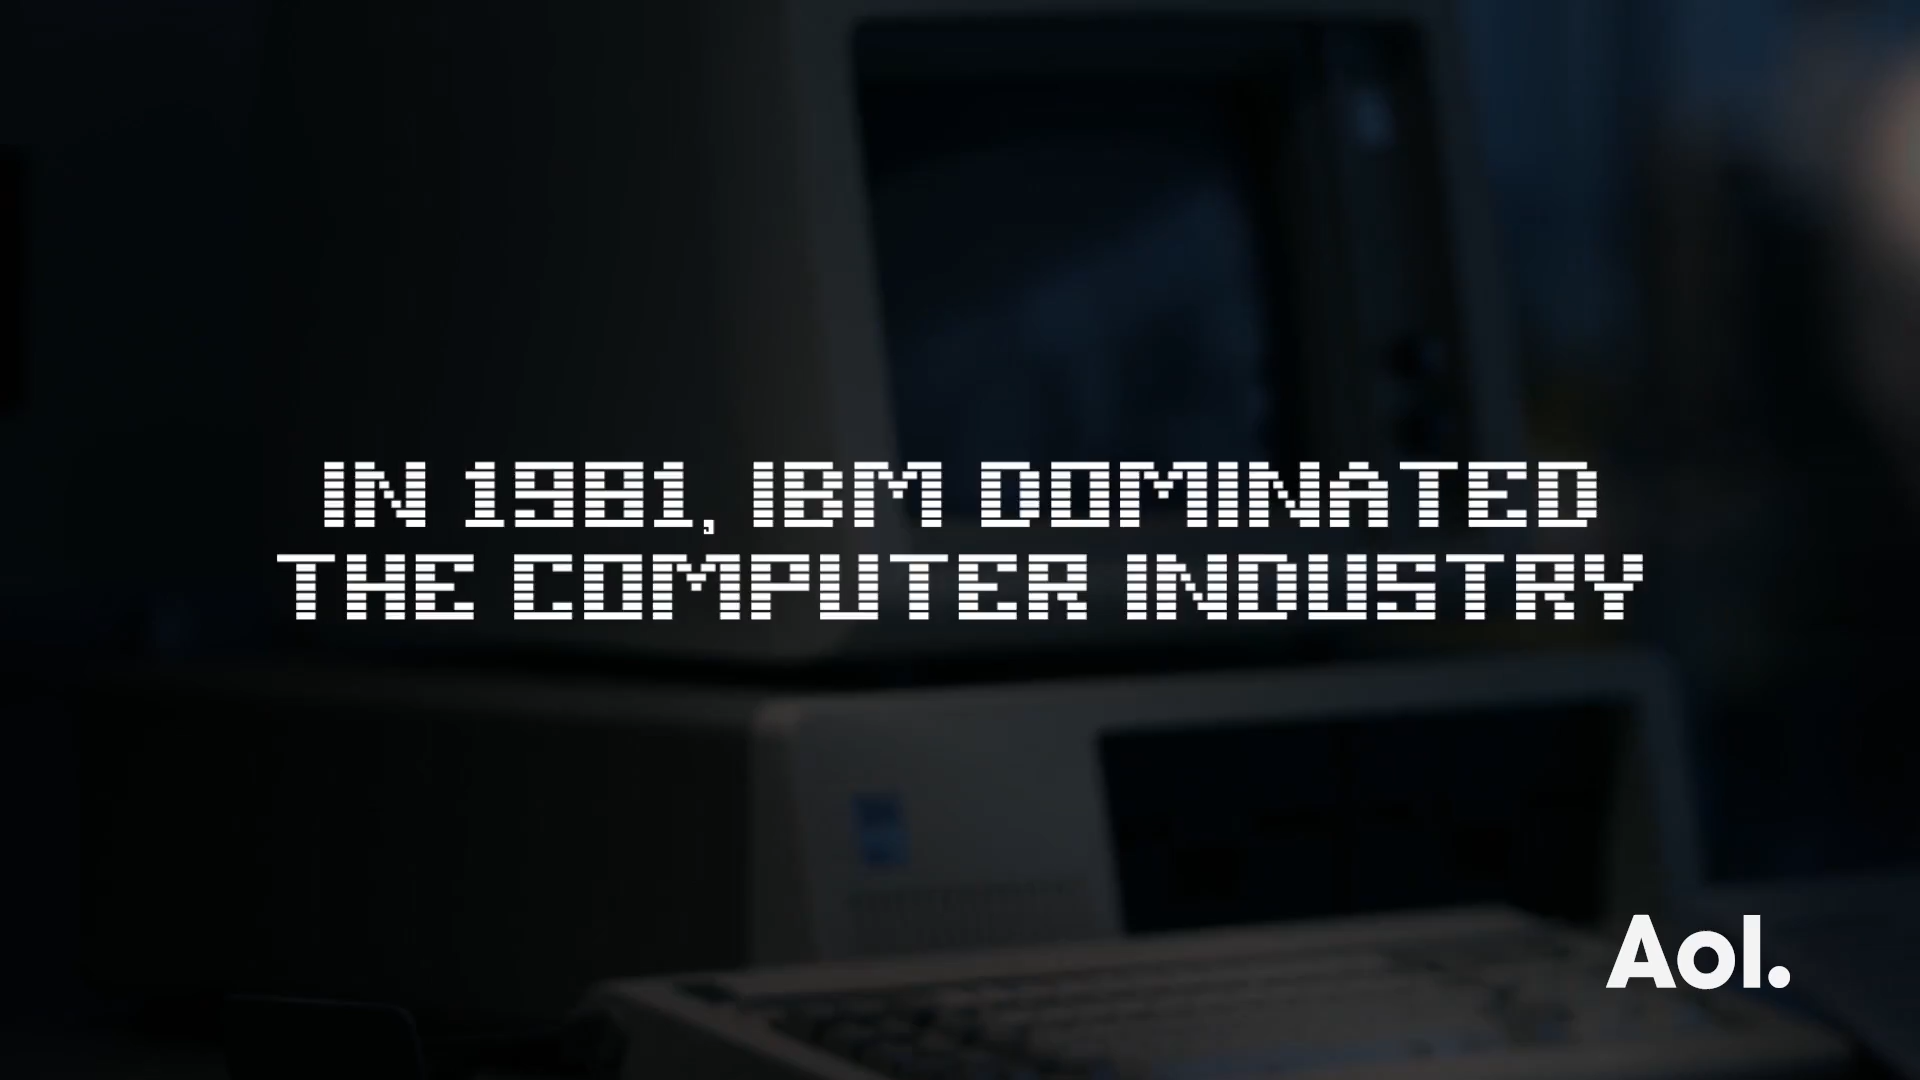 IN 1981, IBM DOMINATED
THE COMPUTER INDUSTRY
Aol.